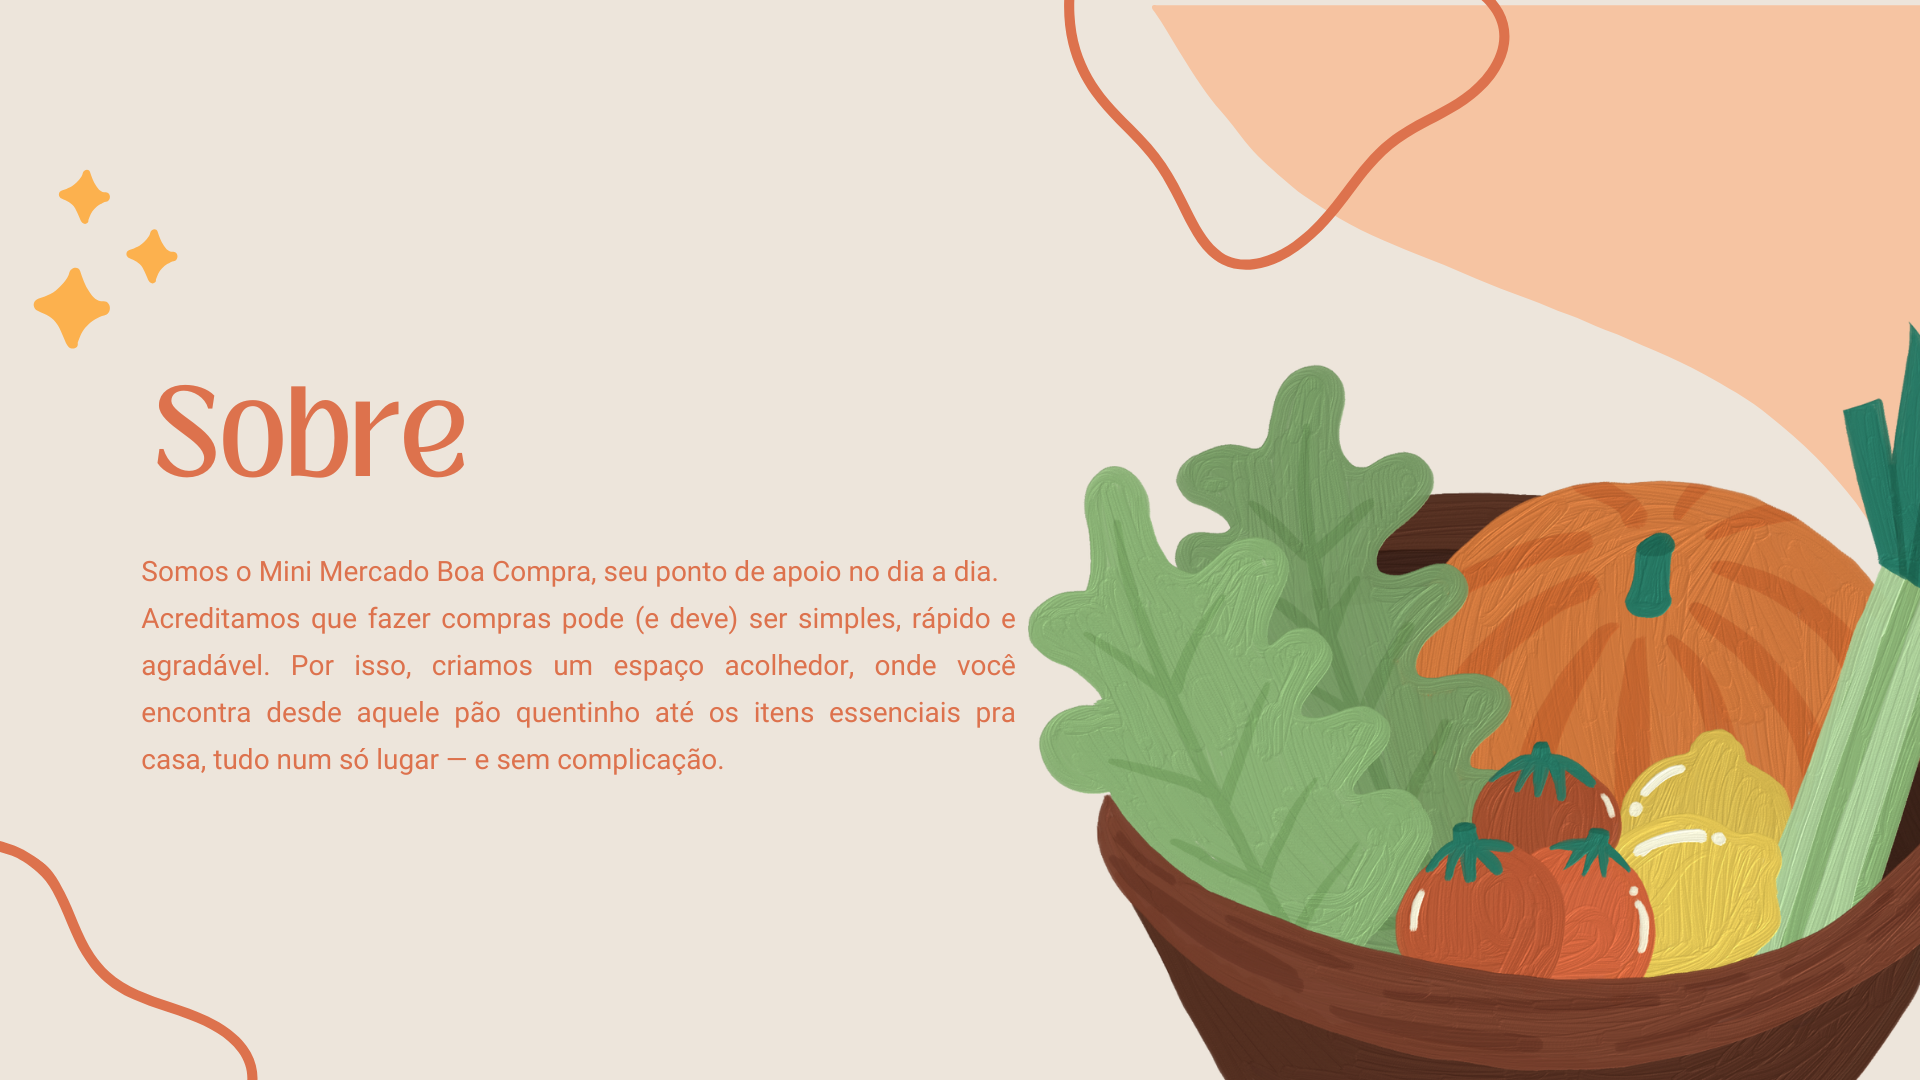 Sobre
Somos o Mini Mercado Boa Compra, seu ponto de apoio no dia a dia.
Acreditamos que fazer compras pode (e deve) ser simples, rápido e
agradável. Por isso, criamos um espaço acolhedor, onde você
encontra desde aquele pão quentinho até os itens essenciais pra
casa, tudo num só lugar — e sem complicação.